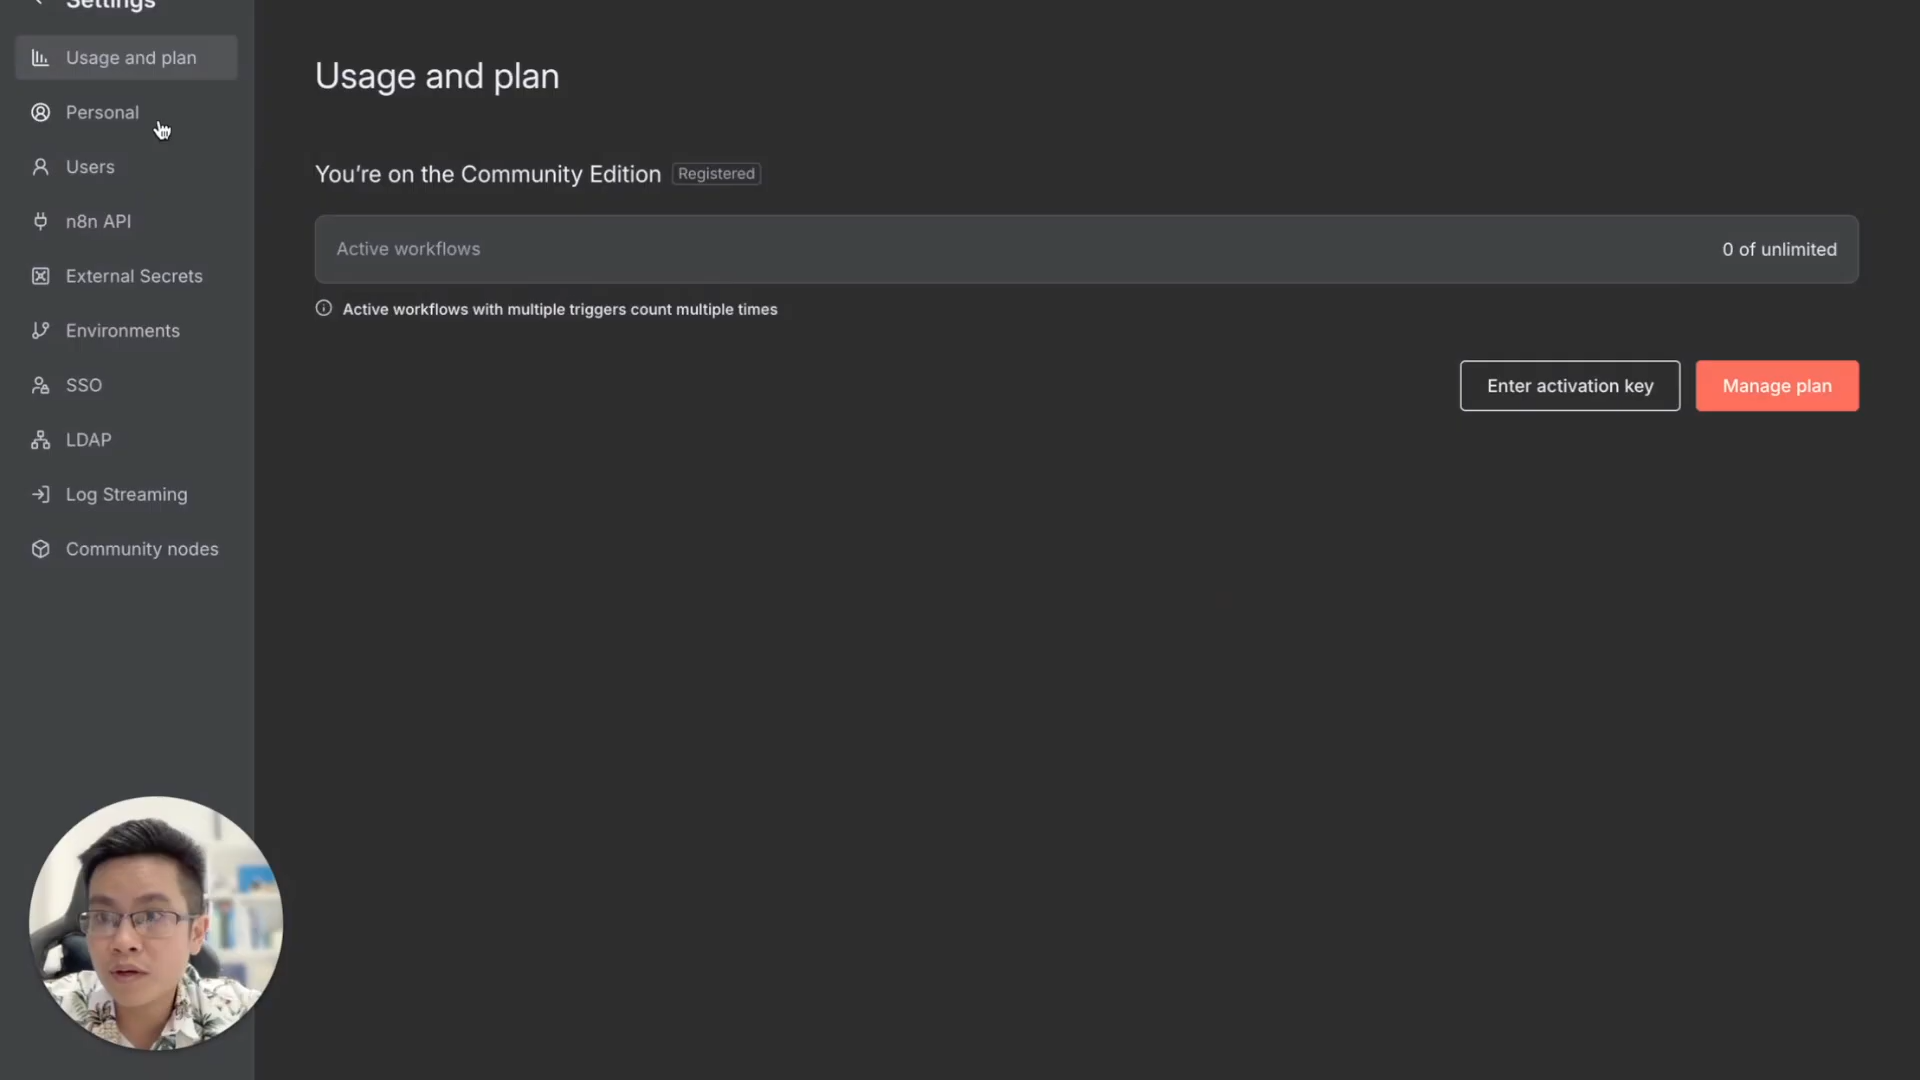 Settings
Usage and plan
Personal
Users
n8n API
External Secrets
Environments
SSO
LDAP
Log Streaming
Community nodes
Usage and plan
You're on the Community Edition Registered
Active workflows 0 of unlimited
Active workflows with multiple triggers count multiple times
Enter activation key Manage plan